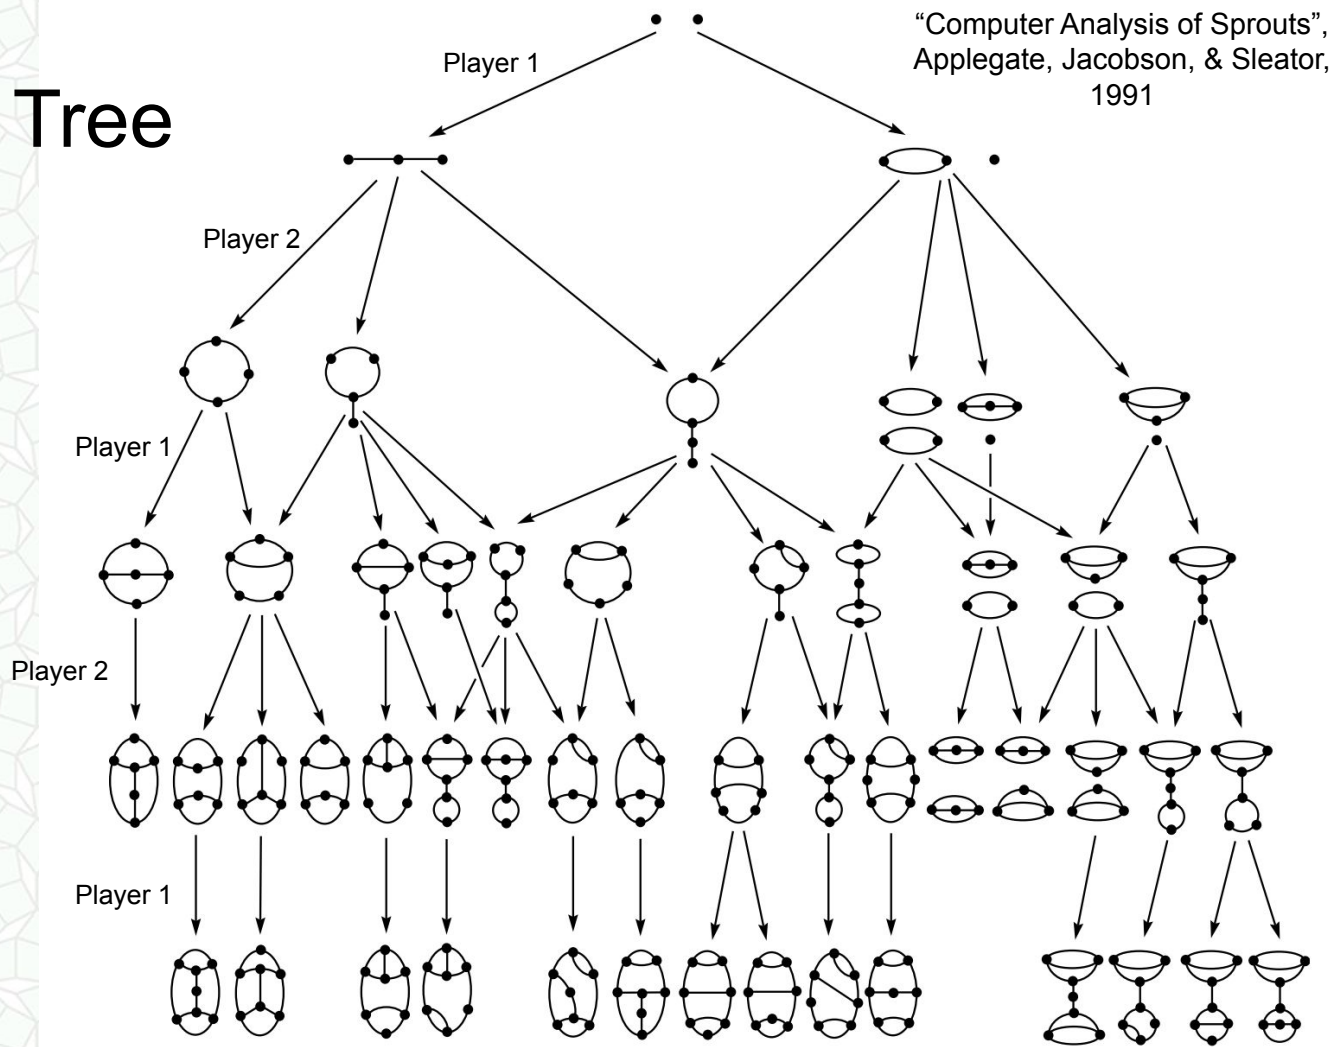 “Computer Analysis of Sprouts”,
Applegate, Jacobson, & Sleator,
1991
Player 1
Tree
Player 2
Player 1
Player 2
Player 1